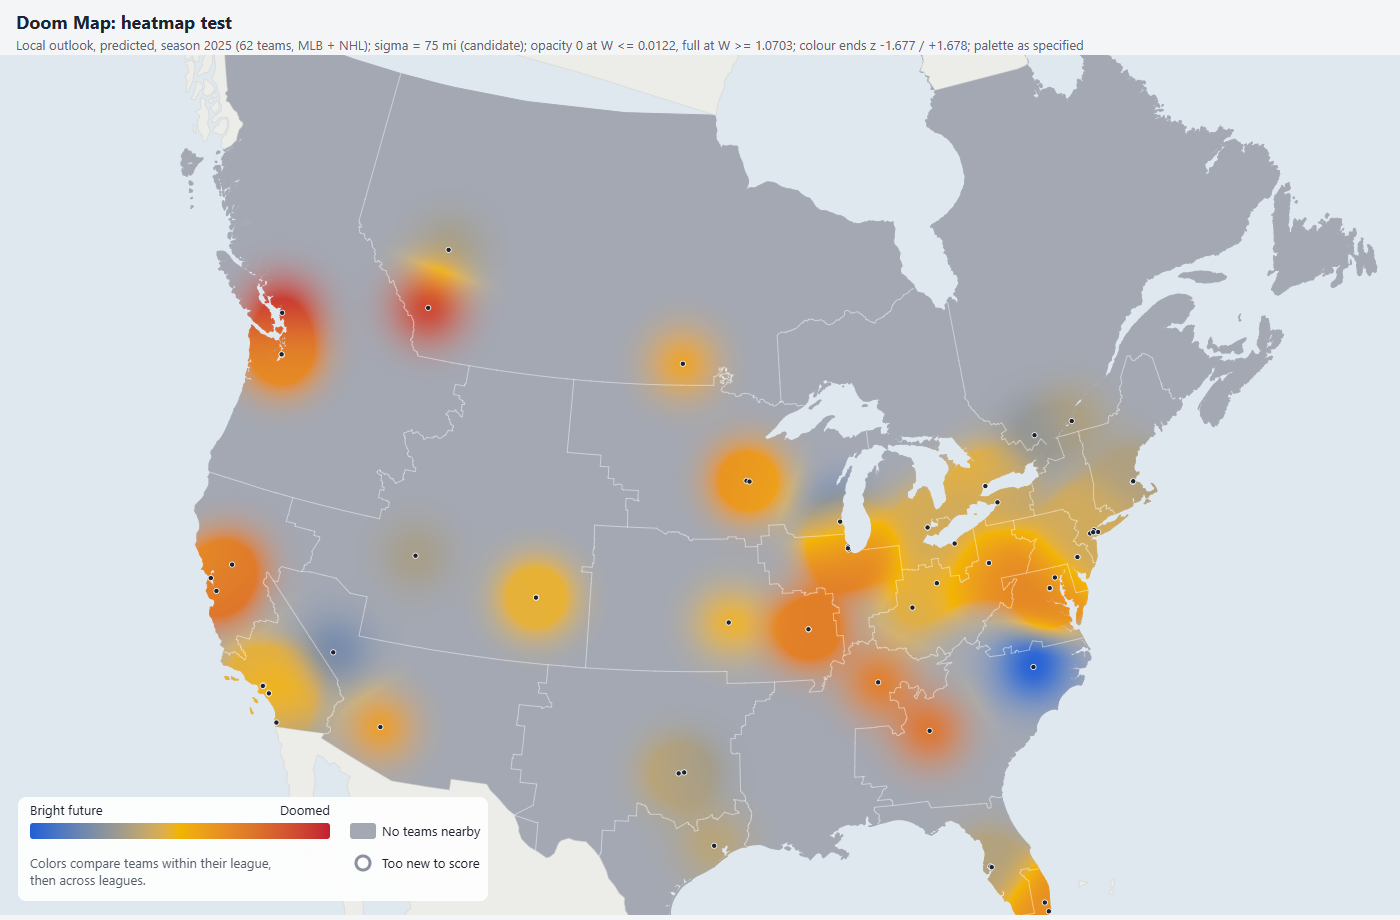 Doom Map: heatmap test
Local outlook, predicted, season 2025 (62 teams, MLB + NHL); sigma = 75 mi (candidate); opacity 0 at W <= 0.0122, full at W >= 1.0703; colour ends z -1.677 / +1.678; palette as specified
Bright future
Doomed
No teams nearby
Colors compare teams within their league,
then across leagues.
Too new to score